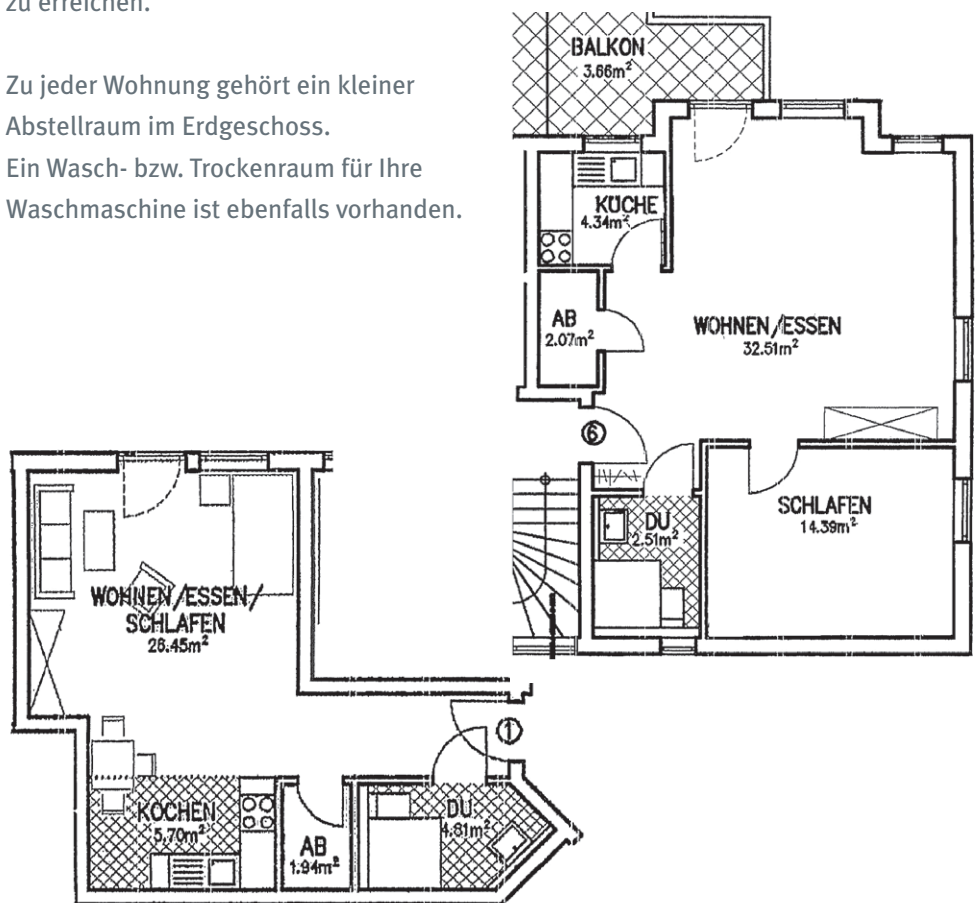 zu erreichen.
Zu jeder Wohnung gehört ein kleiner
Abstellraum im Erdgeschoss.
Ein Wasch- bzw. Trockenraum für Ihre
Waschmaschine ist ebenfalls vorhanden.
BALKON
3.66m²
KÜCHE
4.34m²
AB
2.07m²
WOHNEN/ESSEN
32.51m²
6
DU
2.51m²
SCHLAFEN
14.39m²
WOHNEN/ESSEN/
SCHLAFEN
26.45m²
1
KOCHEN
5.70m²
AB
1.94m²
DU
4.81m²